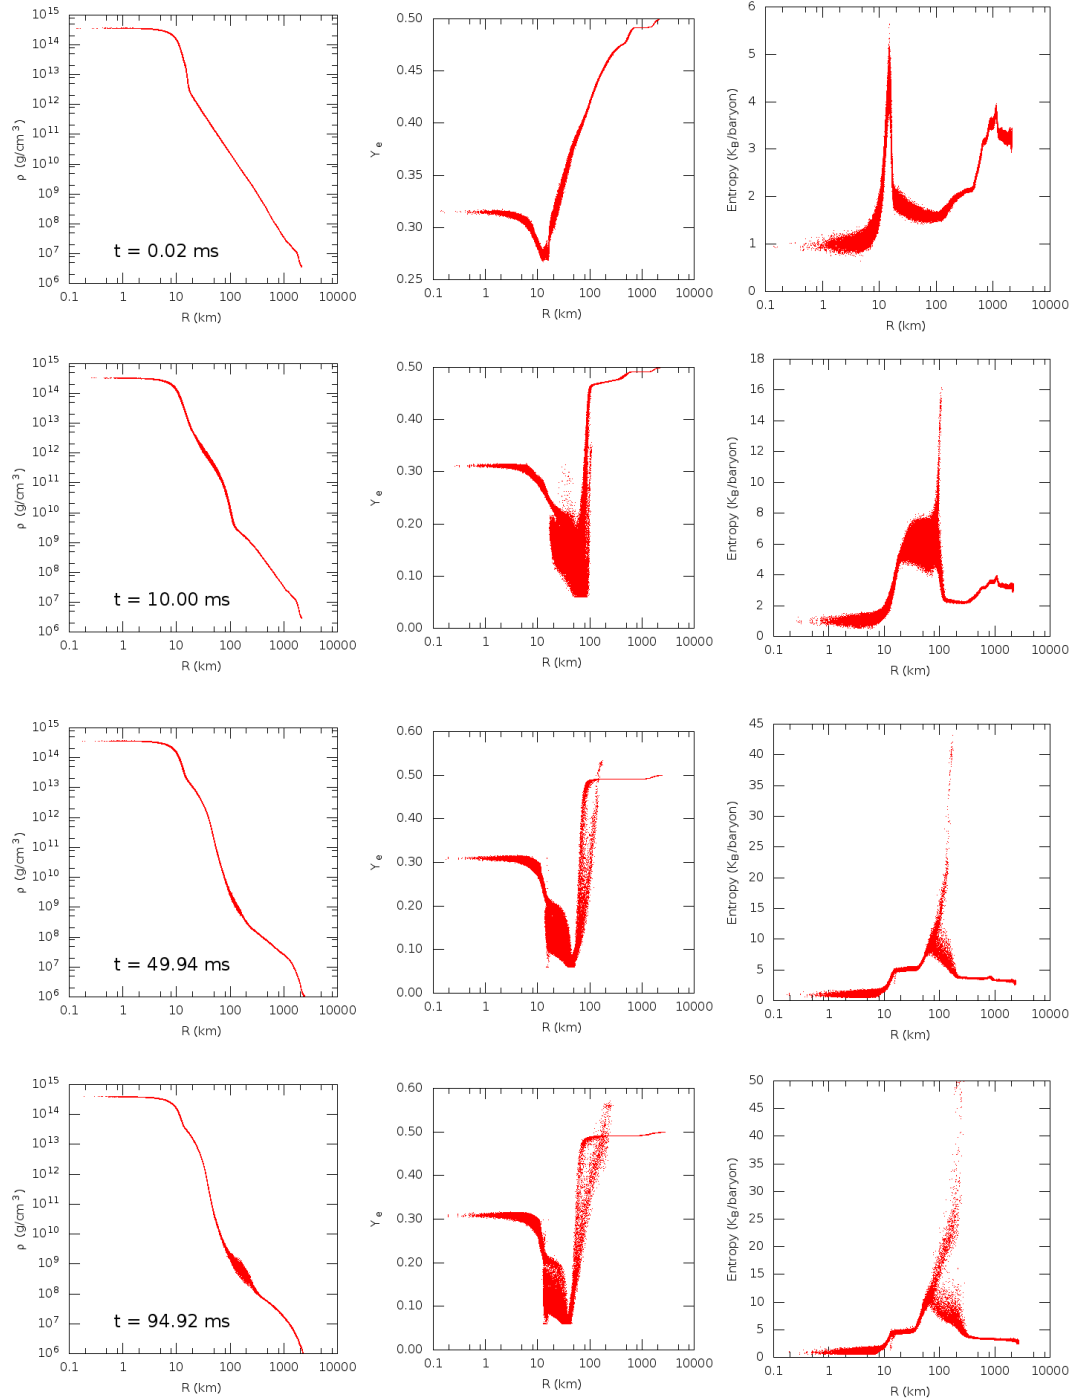 10^15
10^14
10^13
10^12
10^11
10^10
10^9
10^8
10^7
10^6
ρ (g/cm^3)
t = 0.02 ms
0.1 1 10 100 1000 10000
R (km)
0.50
0.45
0.40
0.35
0.30
0.25
Y_e
0.1 1 10 100 1000 10000
R (km)
6
5
4
3
2
1
0
Entropy (K_B/baryon)
0.1 1 10 100 1000 10000
R (km)
10^15
10^14
10^13
10^12
10^11
10^10
10^9
10^8
10^7
10^6
ρ (g/cm^3)
t = 10.00 ms
0.1 1 10 100 1000 10000
R (km)
0.50
0.40
0.30
0.20
0.10
0.00
Y_e
0.1 1 10 100 1000 10000
R (km)
18
16
14
12
10
8
6
4
2
0
Entropy (K_B/baryon)
0.1 1 10 100 1000 10000
R (km)
10^15
10^14
10^13
10^12
10^11
10^10
10^9
10^8
10^7
10^6
ρ (g/cm^3)
t = 49.94 ms
0.1 1 10 100 1000 10000
R (km)
0.60
0.50
0.40
0.30
0.20
0.10
0.00
Y_e
0.1 1 10 100 1000 10000
R (km)
45
40
35
30
25
20
15
10
5
0
Entropy (K_B/baryon)
0.1 1 10 100 1000 10000
R (km)
10^15
10^14
10^13
10^12
10^11
10^10
10^9
10^8
10^7
10^6
ρ (g/cm^3)
t = 94.92 ms
0.1 1 10 100 1000 10000
R (km)
0.60
0.50
0.40
0.30
0.20
0.10
0.00
Y_e
0.1 1 10 100 1000 10000
R (km)
50
45
40
35
30
25
20
15
10
5
0
Entropy (K_B/baryon)
0.1 1 10 100 1000 10000
R (km)